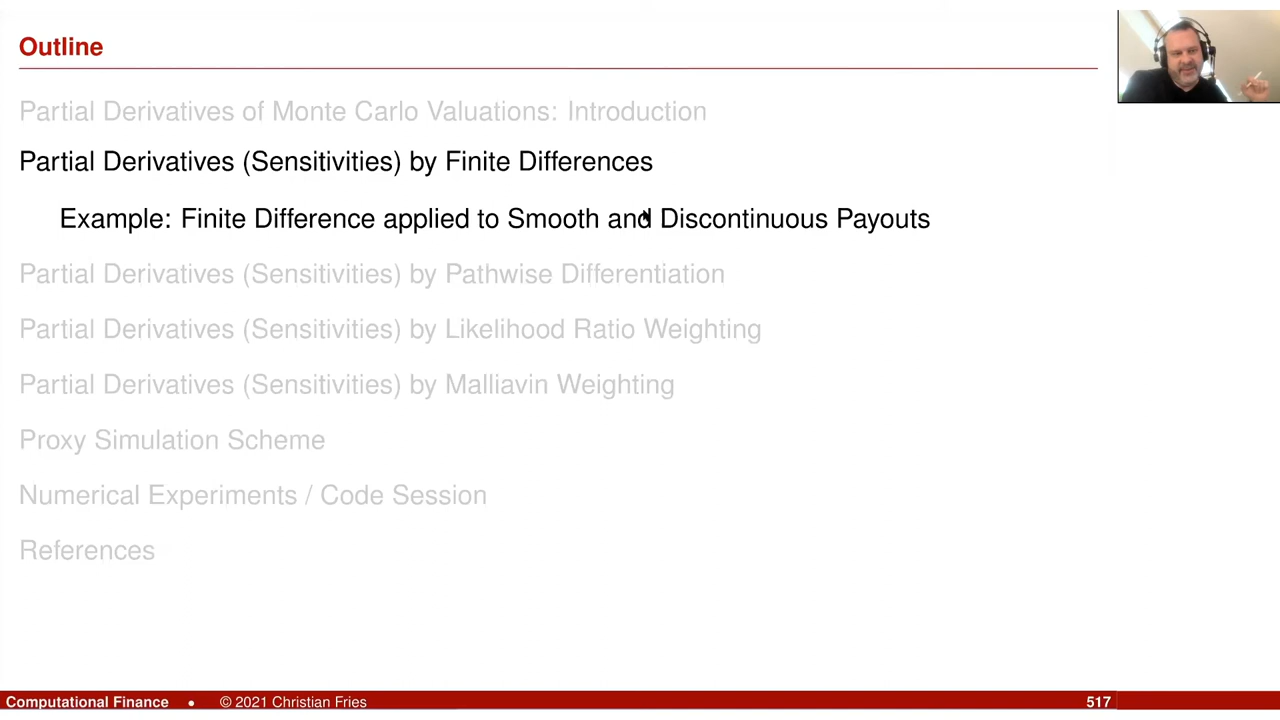 Outline
Partial Derivatives of Monte Carlo Valuations: Introduction
Partial Derivatives (Sensitivities) by Finite Differences
Example: Finite Difference applied to Smooth and Discontinuous Payouts
Partial Derivatives (Sensitivities) by Pathwise Differentiation
Partial Derivatives (Sensitivities) by Likelihood Ratio Weighting
Partial Derivatives (Sensitivities) by Malliavin Weighting
Proxy Simulation Scheme
Numerical Experiments / Code Session
References
Computational Finance • © 2021 Christian Fries 517